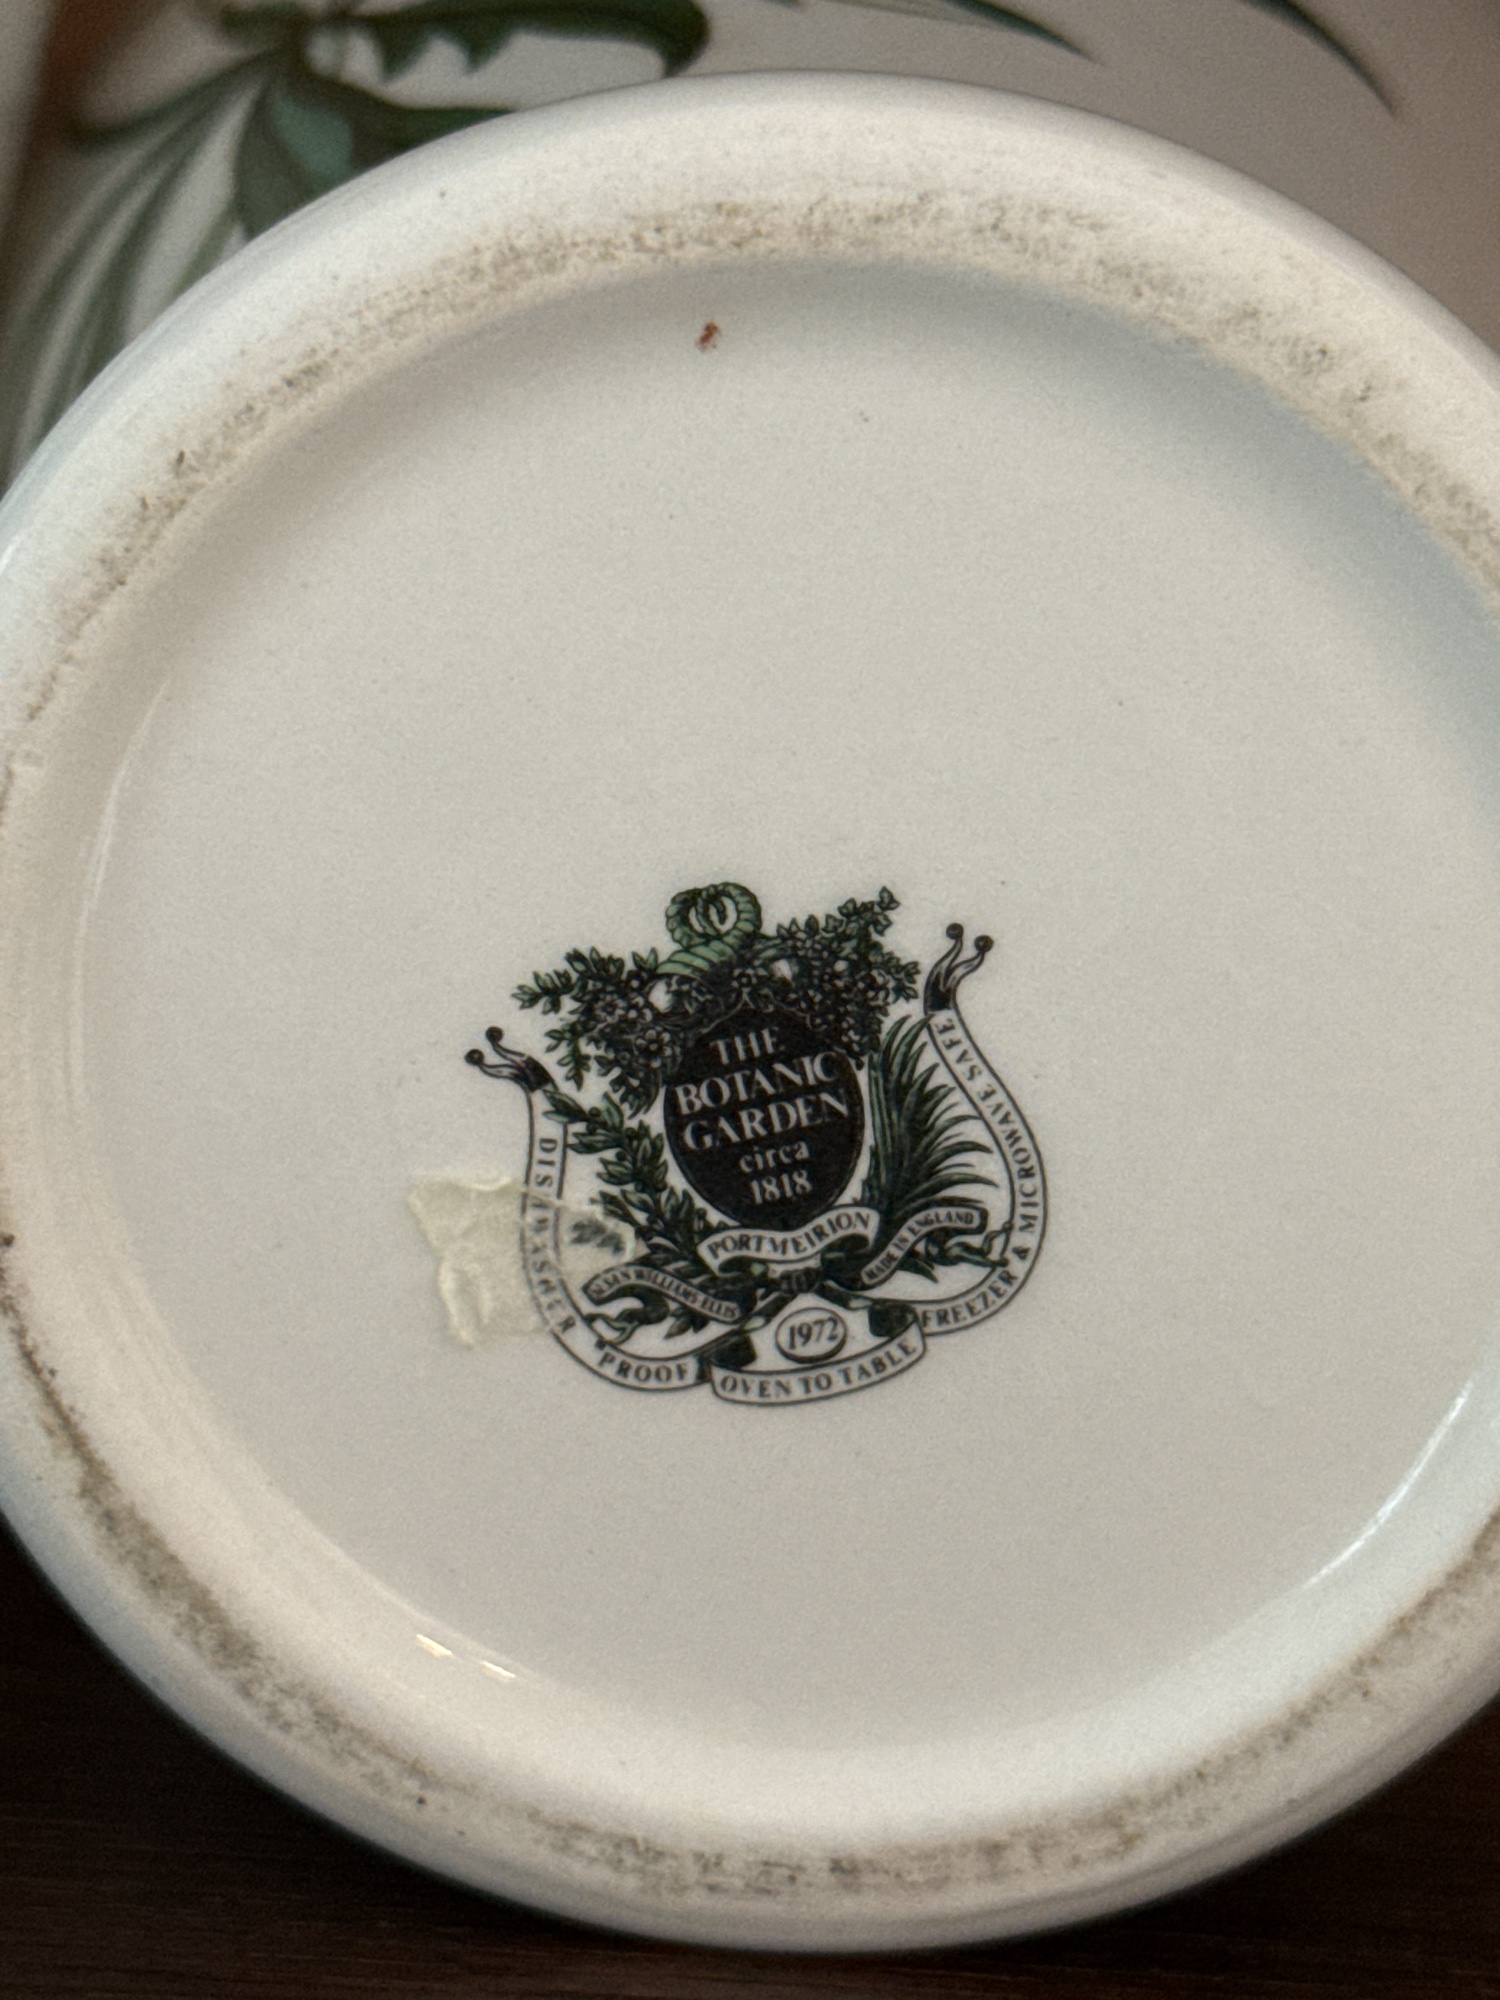 THE
BOTANIC
GARDEN
circa
1818
PORTMEIRION
SUSAN WILLIAMS-ELLIS
MADE IN ENGLAND
1972
DISHWASHER PROOF
OVEN TO TABLE
FREEZER & MICROWAVE SAFE